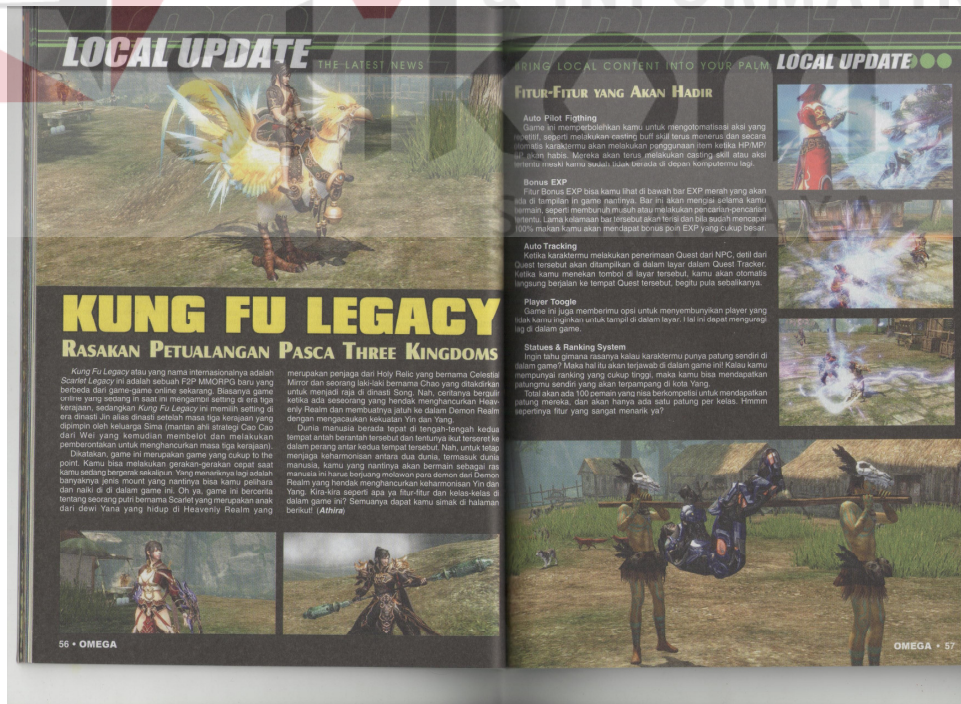 LOCAL UPDATE THE LATEST NEWS
KUNG FU LEGACY
RASAKAN PETUALANGAN PASCA THREE KINGDOMS
Kung Fu Legacy atau yang nama internasionalnya adalah
Scarlet Legacy ini adalah sebuah F2P MMORPG baru yang
berbeda dari game-game online sekarang. Biasanya game
online yang sedang in saat ini mengambil setting di era tiga
kerajaan, sedangkan Kung Fu Legacy ini memilih setting di
era dinasti Jin alias dinasti setelah masa tiga kerajaan yang
dipimpin oleh keluarga Sima (mantan ahli strategi Cao Cao
dari Wei yang kemudian membelot dan melakukan
pemberontakan untuk menghancurkan masa tiga kerajaan).
Dikatakan, game ini merupakan game yang cukup to the
point. Kamu bisa melakukan gerakan-gerakan cepat saat
kamu sedang bergerak sekalipun. Yang menariknya lagi adalah
banyaknya jenis mount yang nantinya bisa kamu pelihara
dan naiki di di dalam game ini. Oh ya, game ini bercerita
tentang seorang putri bernama Scarlet yang merupakan anak
dari dewi Yana yang hidup di Heavenly Realm yang
merupakan penjaga dari Holy Relic yang bernama Celestial
Mirror dan seorang laki-laki bernama Chao yang ditakdirkan
untuk menjadi raja di dinasti Song. Nah, ceritanya bergulir
ketika ada seseorang yang hendak menghancurkan Heav-
enly Realm dan membuatnya jatuh ke dalam Demon Realm
dengan mengacaukan kekuatan Yin dan Yang.
Dunia manusia berada tepat di tengah-tengah kedua
tempat antah berantah tersebut dan tentunya ikut terseret ke
dalam perang antar kedua tempat tersebut. Nah, untuk tetap
menjaga keharmonisan antara dua dunia, termasuk dunia
manusia, kamu yang nantinya akan bermain sebagai ras
manusia ini harus berjuang melawan para demon dari Demon
Realm yang hendak menghancurkan keharmonisan Yin dan
Yang. Kira-kira seperti apa ya fitur-fitur dan kelas-kelas di
dalam game ini? Semuanya dapat kamu simak di halaman
berikut! (Athira)
56 • OMEGA
BRING LOCAL CONTENT INTO YOUR PALM LOCAL UPDATE
FITUR-FITUR YANG AKAN HADIR
Auto Pilot Figthing
Game ini memperbolehkan kamu untuk mengotomatisasi aksi yang
repetitif, seperti melakukan casting buff skil terus menerus dan secara
otomatis karaktermu akan melakukan penggunaan item ketika HP/MP/
akan habis. Mereka akan terus melakukan casting skill atau aksi
tertentu meski kamu sudah tidak berada di depan komputermu lagi.
Bonus EXP
Fitur Bonus EXP bisa kamu lihat di bawah bar EXP merah yang akan
ada di tampilan in game nantinya. Bar ini akan mengisi selama kamu
bermain, seperti membunuh musuh atau melakukan pencarian-pencarian
tertentu. Lama kelamaan bar tersebut akan terisi dan bila sudah mencapai
100% makan kamu akan mendapat bonus poin EXP yang cukup besar.
Auto Tracking
Ketika karaktermu melakukan penerimaan Quest dari NPC, detil dari
Quest tersebut akan ditampilkan di dalam layar dalam Quest Tracker.
Ketika kamu menekan tombol di layar tersebut, kamu akan otomatis
langsung berjalan ke tempat Quest tersebut, begitu pula sebaliknya.
Player Toogle
Game ini juga memberimu opsi untuk menyembunyikan player yang
tidak kamu inginkan untuk tampil di dalam layar. Hal ini dapat mengurangi
lag di dalam game.
Statues & Ranking System
Ingin tahu gimana rasanya kalau karaktermu punya patung sendiri di
dalam game? Maka hal itu akan terjawab di dalam game ini! Kalau kamu
mempunyai ranking yang cukup tinggi, maka kamu bisa mendapatkan
patungmu sendiri yang akan terpampang di kota Yang.
Total akan ada 100 pemain yang nisa berkompetisi untuk mendapatkan
patung mereka, dan akan hanya ada satu patung per kelas. Hmmm
sepertinya fitur yang sangat menarik ya?
OMEGA • 57